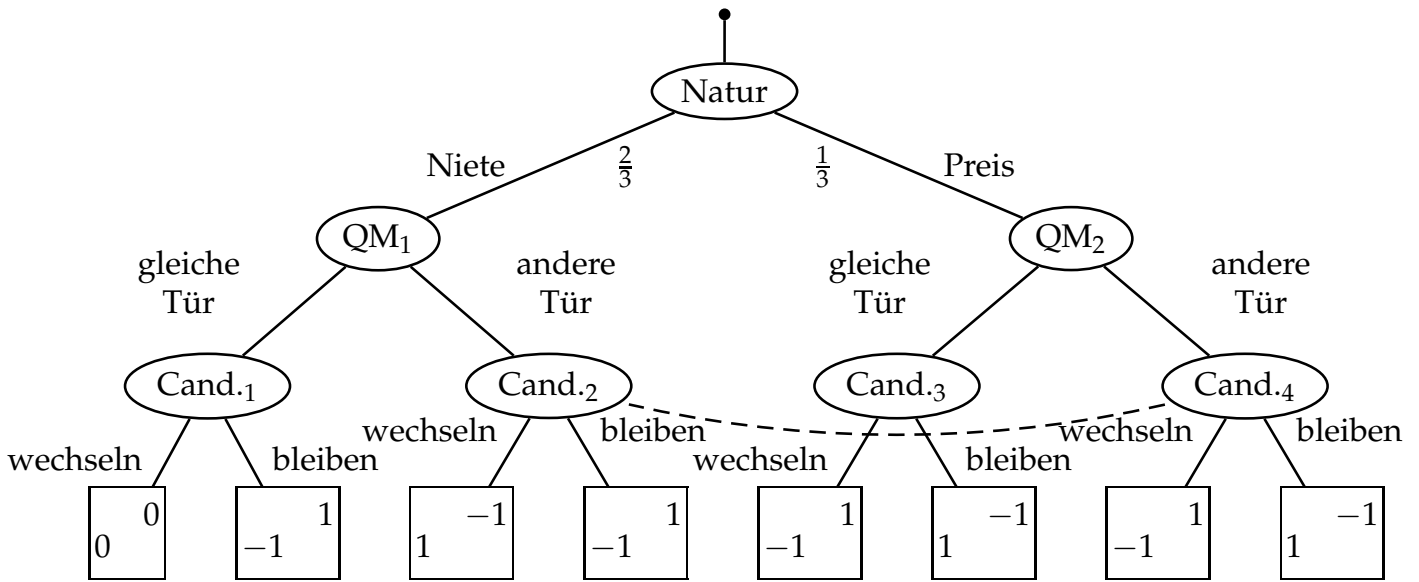 Natur
Niete 2/3 1/3 Preis
QM₁ QM₂
gleiche andere gleiche andere
Tür Tür Tür Tür
Cand.₁ Cand.₂ Cand.₃ Cand.₄
wechseln bleiben wechseln bleiben
wechseln bleiben wechseln bleiben
0 1 −1 1 1 −1 1 −1
0 −1 1 −1 −1 1 −1 1